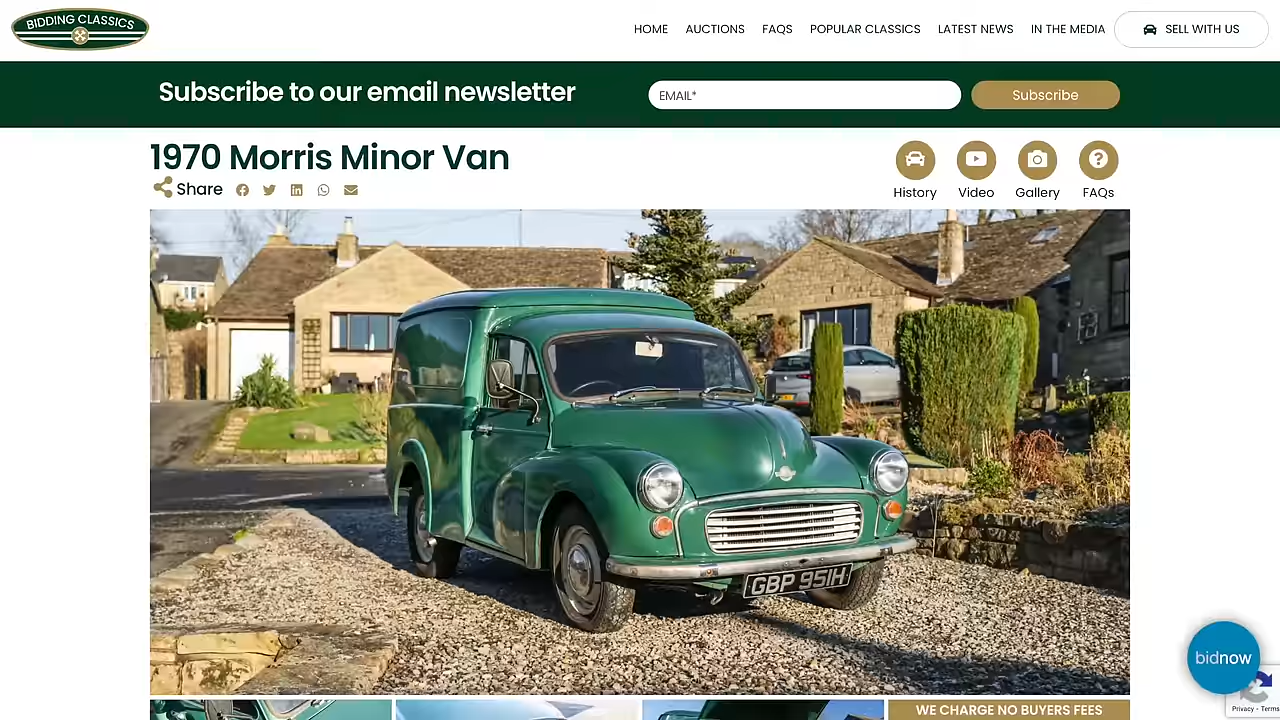 BIDDING CLASSICS
HOME AUCTIONS FAQS POPULAR CLASSICS LATEST NEWS IN THE MEDIA SELL WITH US
Subscribe to our email newsletter EMAIL* Subscribe
1970 Morris Minor Van
Share
History Video Gallery FAQs
GBP 951H
bidnow
Privacy - Terms
WE CHARGE NO BUYERS FEES